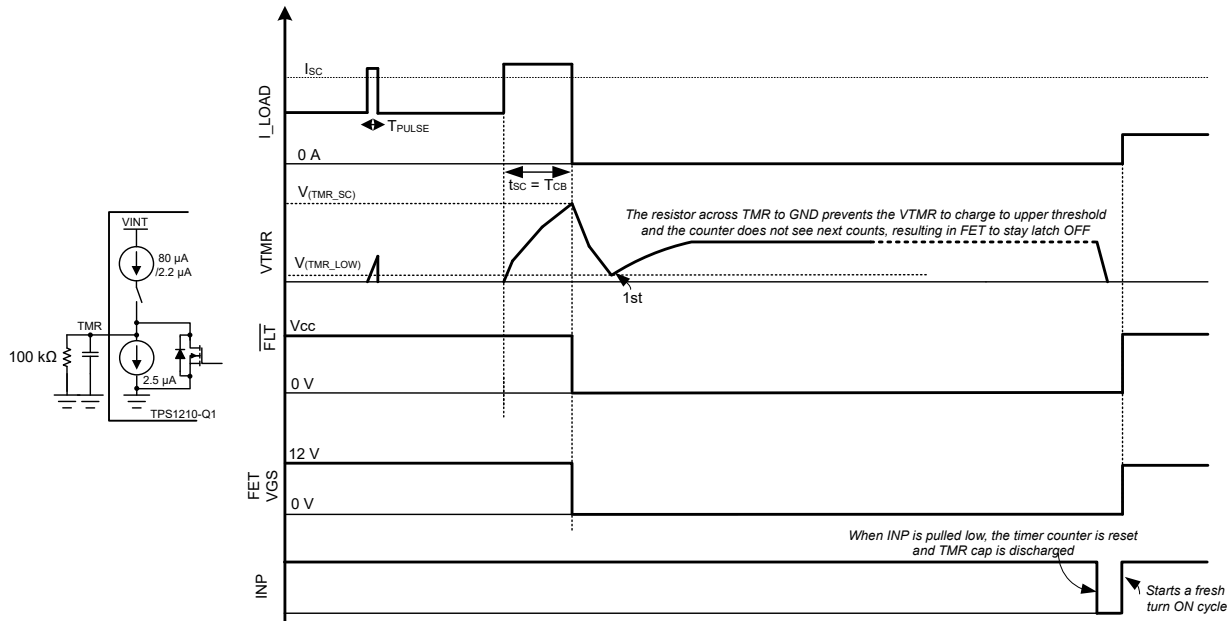 VINT
80 µA
/2.2 µA
TMR
100 kΩ
2.5 µA
TPS1210-Q1
I_LOAD
ISC
TPULSE
0 A
tSC = TCB
VTMR
V(TMR_SC)
The resistor across TMR to GND prevents the VTMR to charge to upper threshold
and the counter does not see next counts, resulting in FET to stay latch OFF
V(TMR_LOW)
1st
FLT
Vcc
0 V
FET
VGS
12 V
0 V
When INP is pulled low, the timer counter is reset
and TMR cap is discharged
INP
Starts a fresh
turn ON cycle